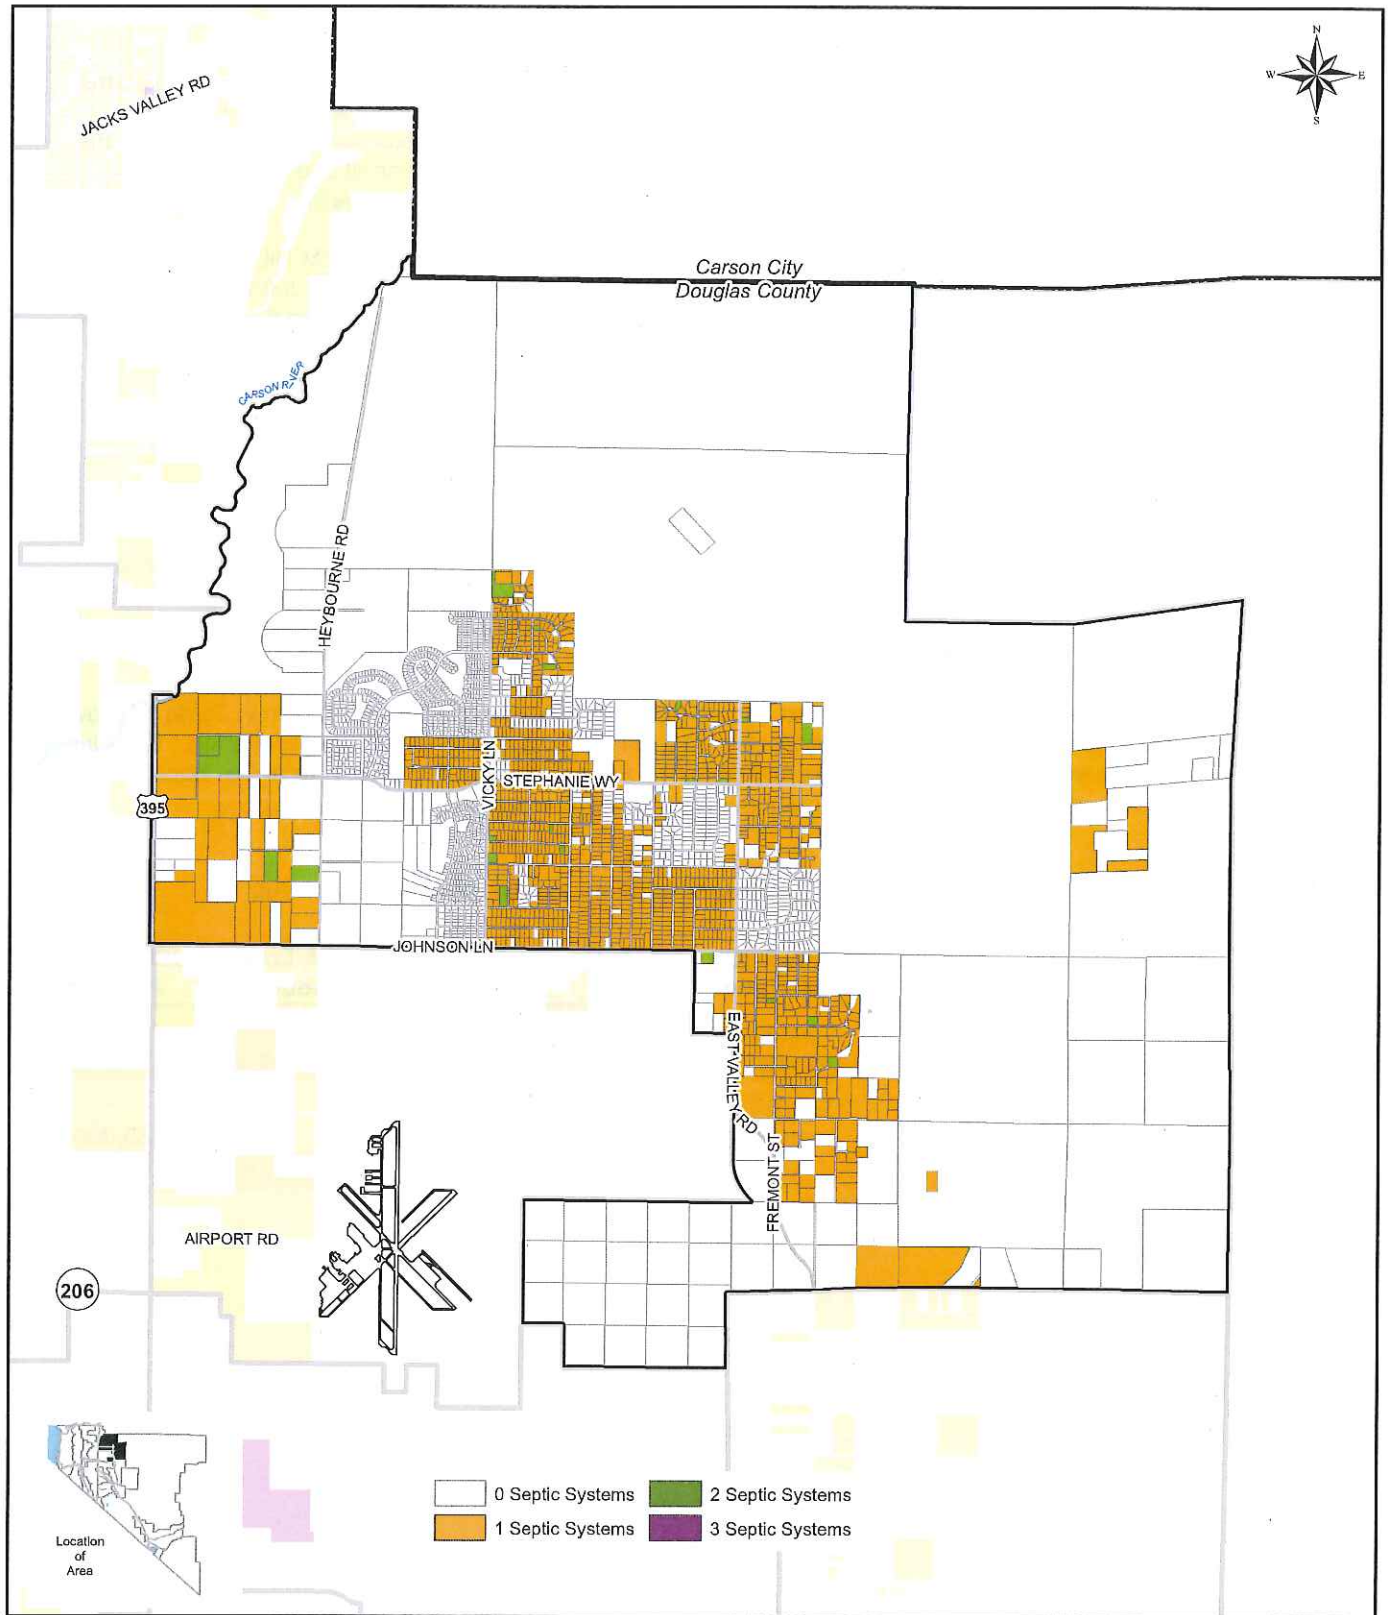 N
W
E
S
JACKS VALLEY RD
Carson City
Douglas County
CARSON RIVER
HEYBOURNE RD
VICKY LN
STEPHANIE WY
395
JOHNSON LN
EAST VALLEY RD
FREMONT ST
AIRPORT RD
206
0 Septic Systems
2 Septic Systems
1 Septic Systems
3 Septic Systems
Location
of
Area